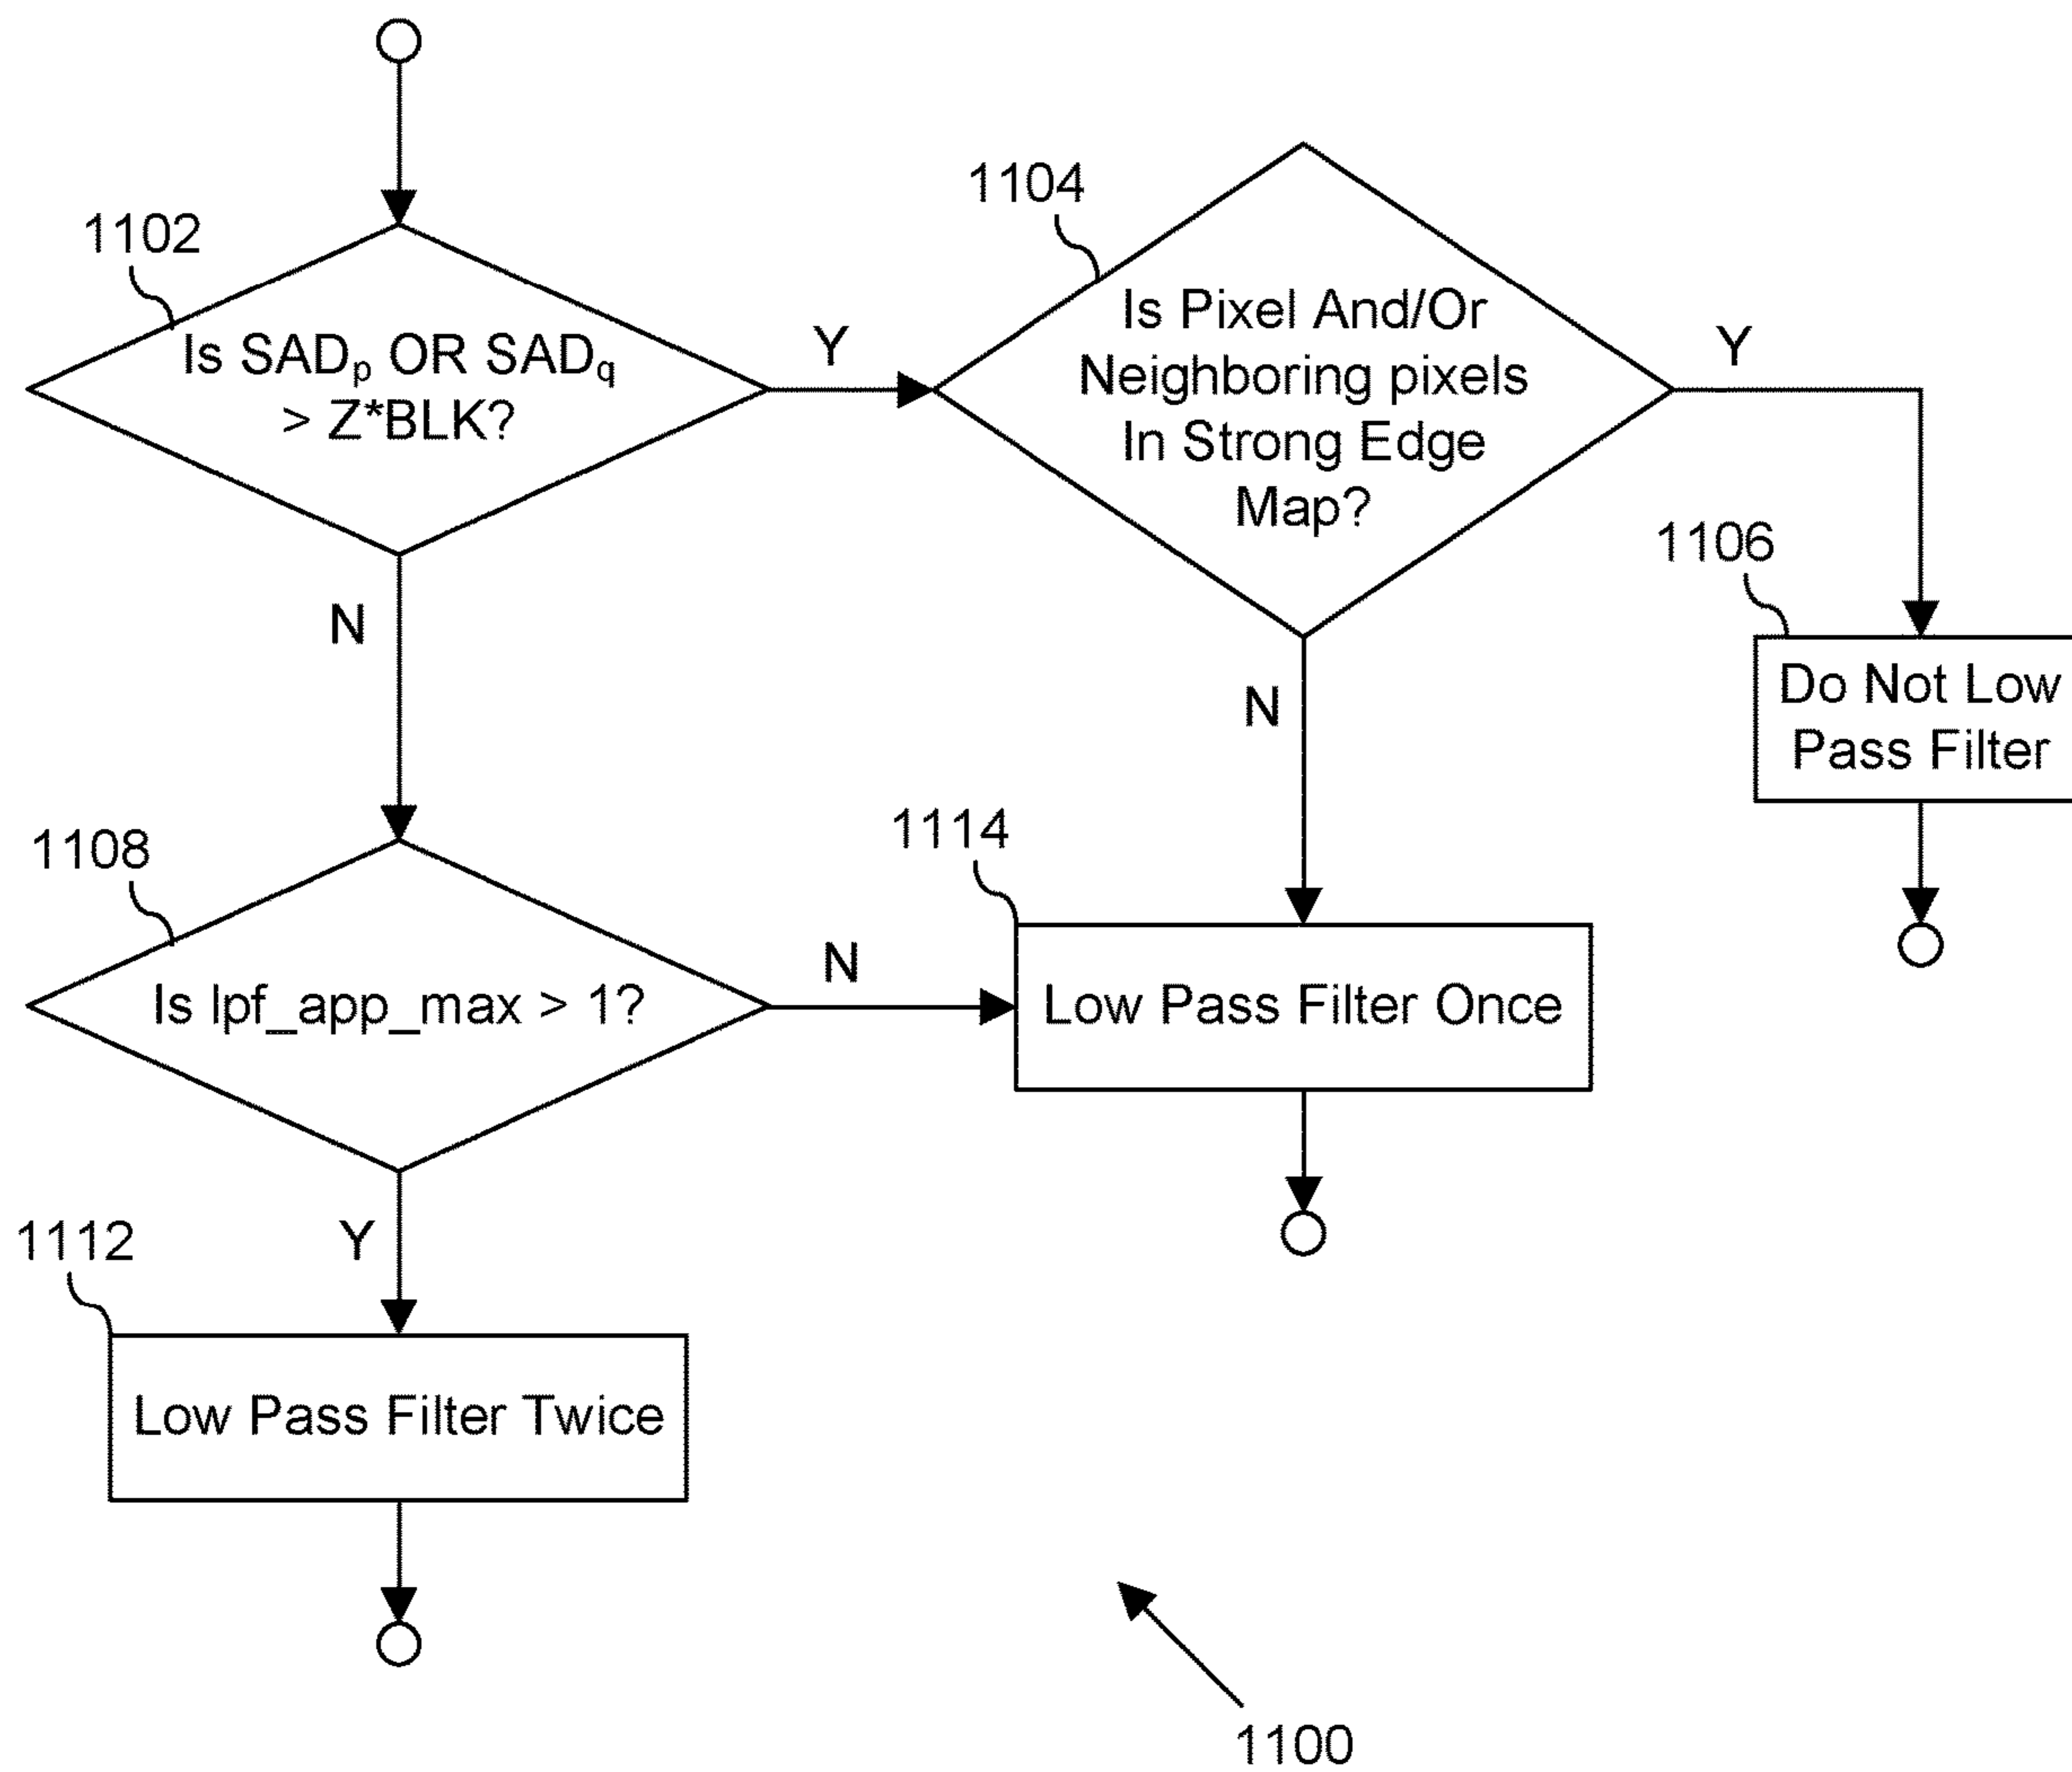 1102
Is SADp OR SADq
> Z*BLK?
Y
N
1104
Is Pixel And/Or
Neighboring pixels
In Strong Edge
Map?
Y
N
1106
Do Not Low
Pass Filter
1108
Is lpf_app_max > 1?
N
Y
1114
Low Pass Filter Once
1112
Low Pass Filter Twice
1100